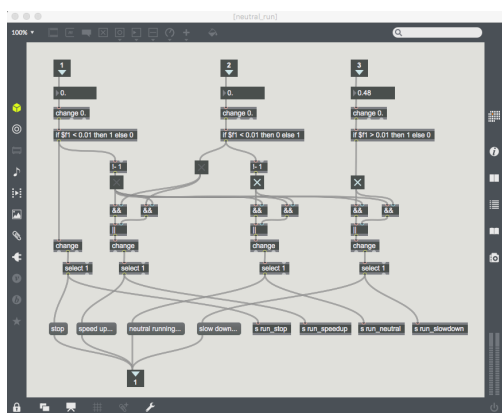 [neutral_run]
100%
1
2
3
0.
0.
0.48
change 0.
change 0.
change 0.
if $f1 < 0.01 then 1 else 0
if $f1 < 0.01 then 0 else 1
if $f1 > 0.01 then 1 else 0
!- 1
!- 1
&&
&&
&&
&&
&&
&&
||
||
||
change
change
change
change
select 1
select 1
select 1
select 1
stop
speed up...
neutral running...
slow down...
s run_stop
s run_speedup
s run_neutral
s run_slowdown
1